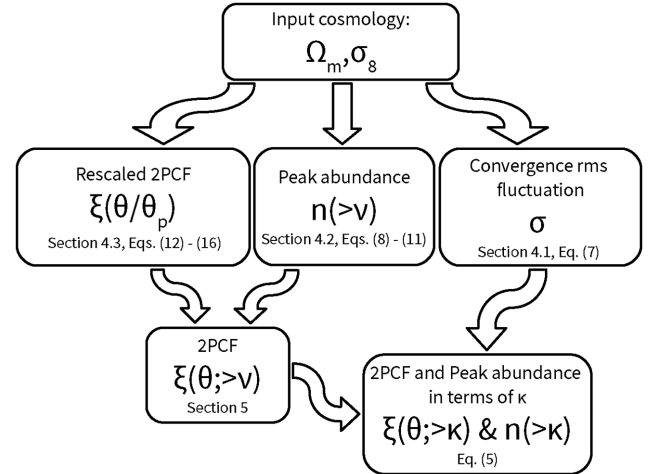 Input cosmology:
Ωₘ,σ₈
Rescaled 2PCF
ξ(θ/θₚ)
Section 4.3, Eqs. (12) - (16)
Peak abundance
n(>ν)
Section 4.2, Eqs. (8) - (11)
Convergence rms
fluctuation
σ
Section 4.1, Eq. (7)
2PCF
ξ(θ;>ν)
Section 5
2PCF and Peak abundance
in terms of κ
ξ(θ;>κ) & n(>κ)
Eq. (5)